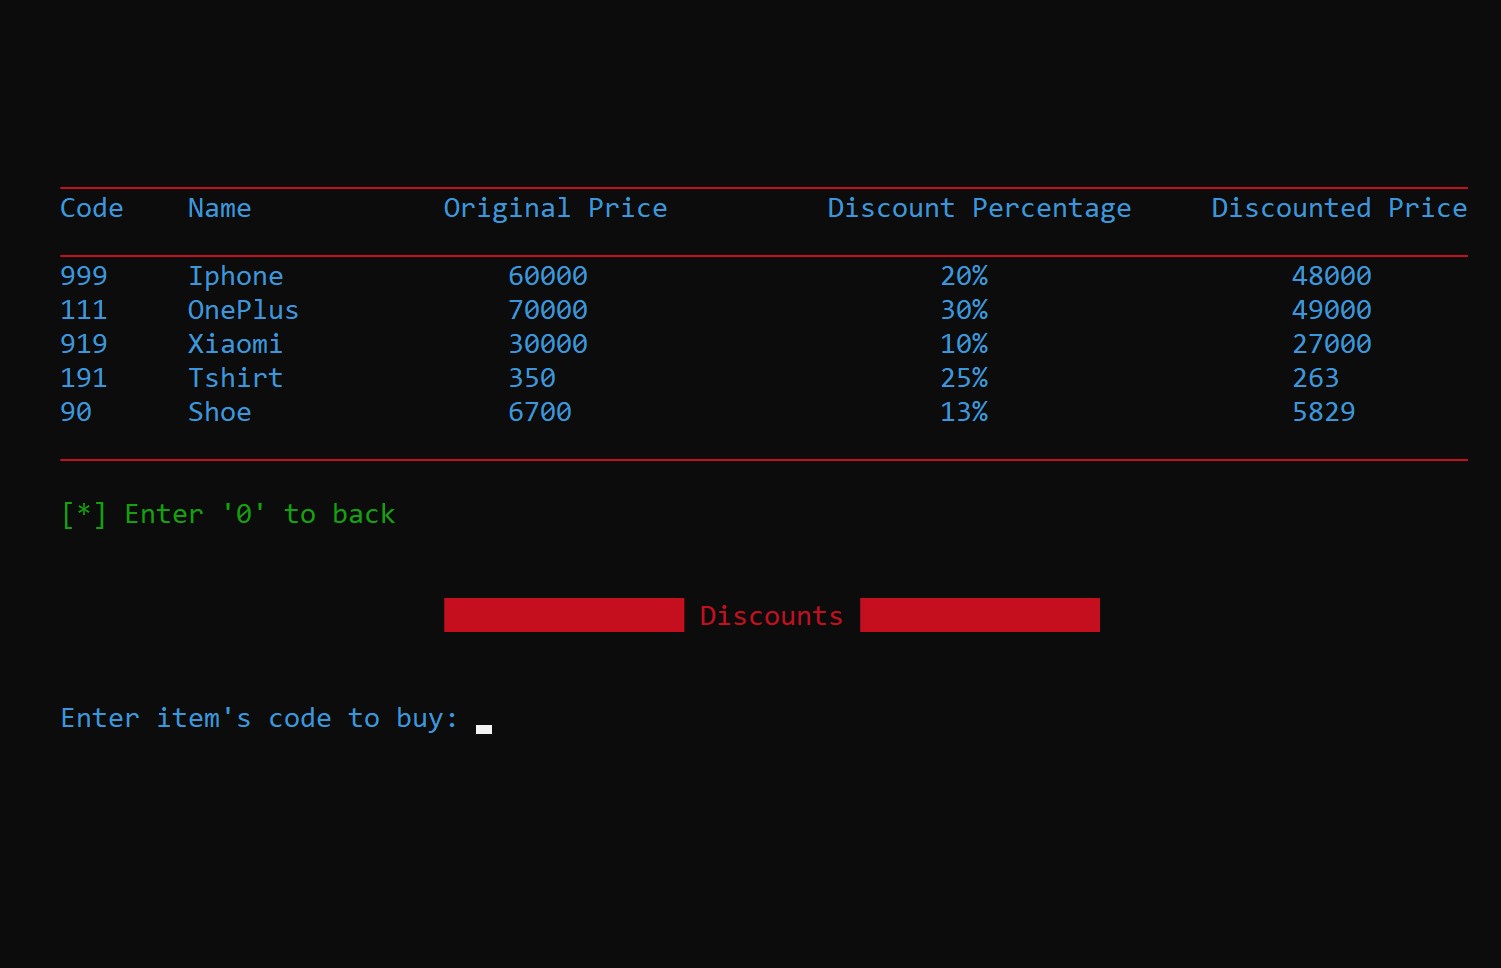 Code Name Original Price Discount Percentage Discounted Price
999 Iphone 60000 20% 48000
111 OnePlus 70000 30% 49000
919 Xiaomi 30000 10% 27000
191 Tshirt 350 25% 263
90 Shoe 6700 13% 5829
[*] Enter '0' to back
Discounts
Enter item's code to buy: